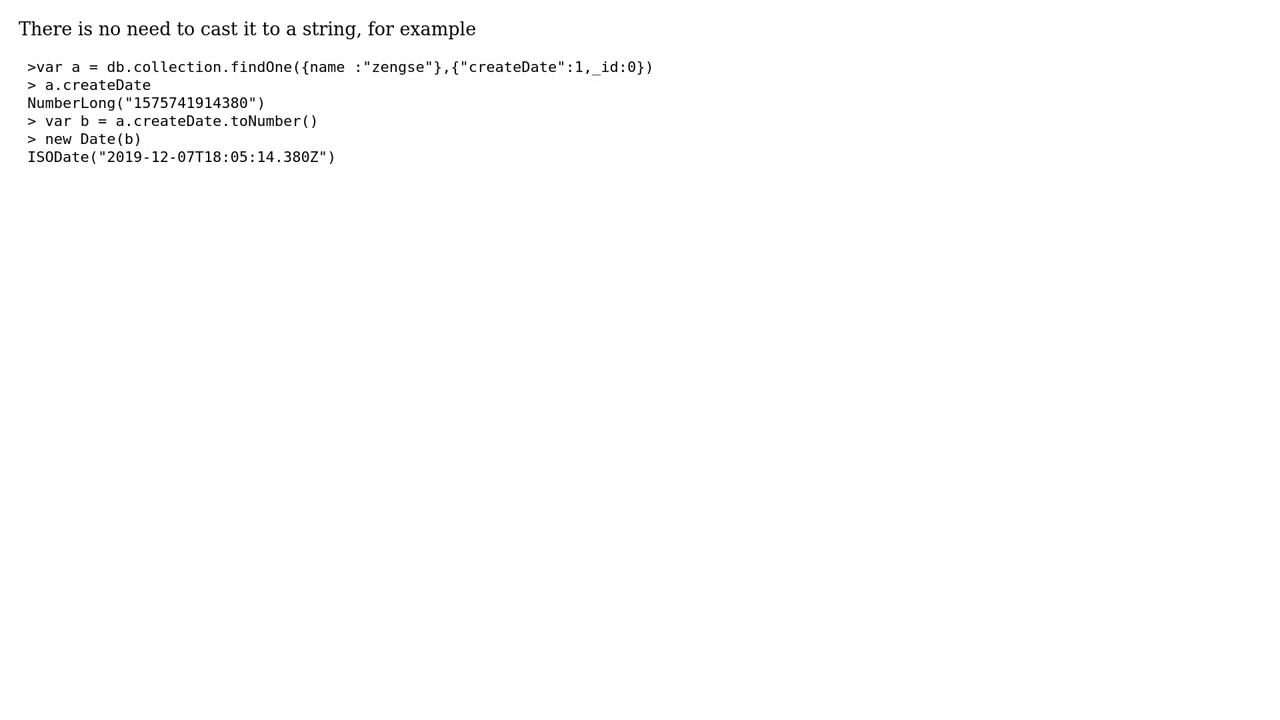 There is no need to cast it to a string, for example
>var a = db.collection.findOne({name :"zengse"},{"createDate":1,_id:0})
> a.createDate
NumberLong("1575741914380")
> var b = a.createDate.toNumber()
> new Date(b)
ISODate("2019-12-07T18:05:14.380Z")